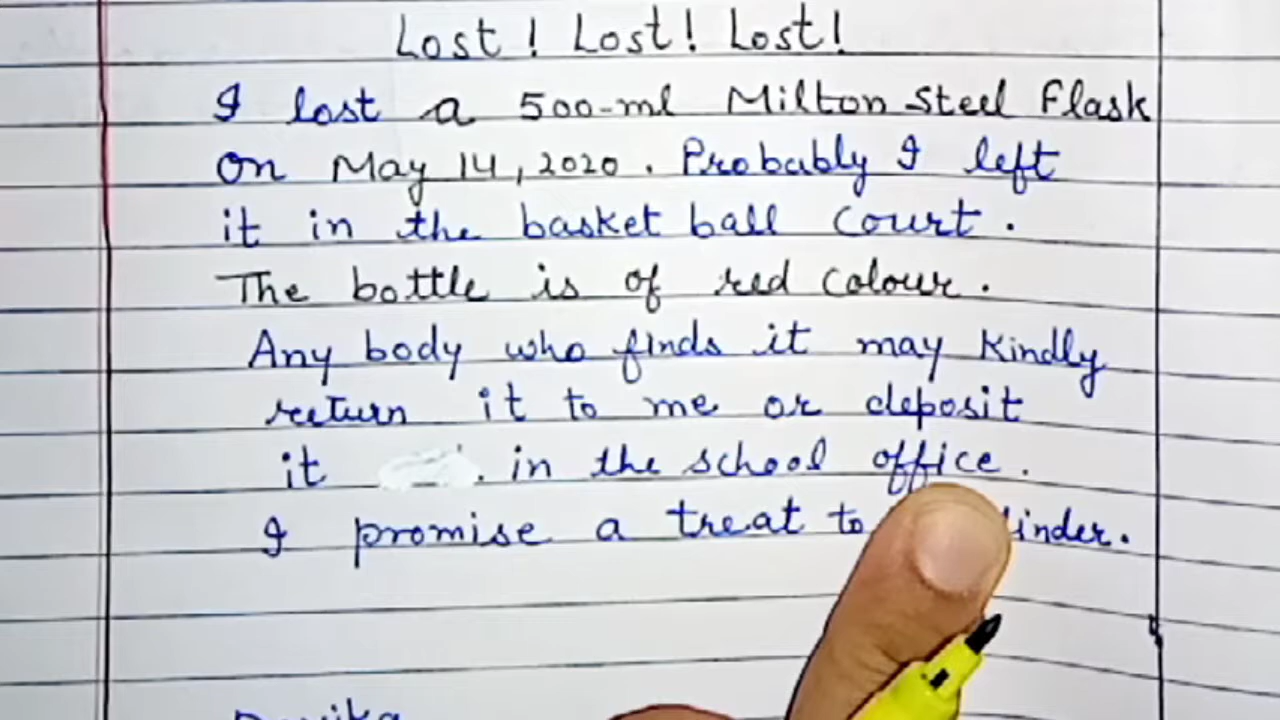 Lost ! Lost! Lost!
I lost a 500-ml Milton Steel Flask
on May 14, 2020. Probably I left
it in the basket ball Court.
The bottle is of red colour.
Any body who finds it may kindly
return it to me or deposit
it in the school office.
I promise a treat to finder.